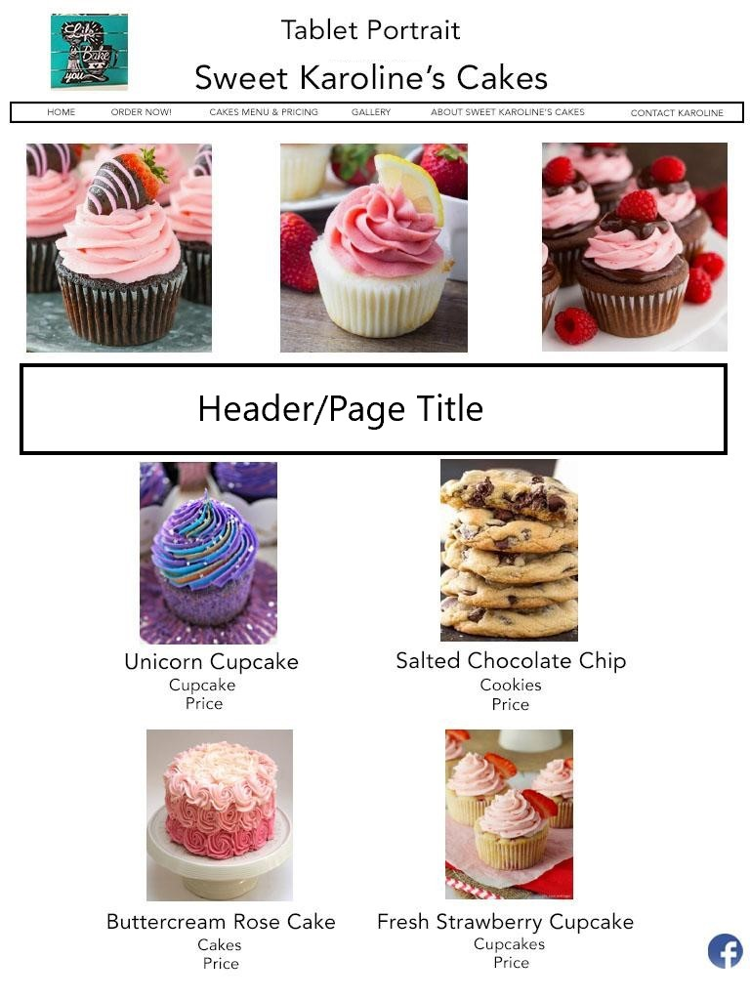 Life
is
Bake
you
Tablet Portrait
Sweet Karoline's Cakes
HOME ORDER NOW! CAKES MENU & PRICING GALLERY ABOUT SWEET KAROLINE'S CAKES CONTACT KAROLINE
Header/Page Title
Unicorn Cupcake
Cupcake
Price
Salted Chocolate Chip
Cookies
Price
Buttercream Rose Cake
Cakes
Price
Fresh Strawberry Cupcake
Cupcakes
Price
f